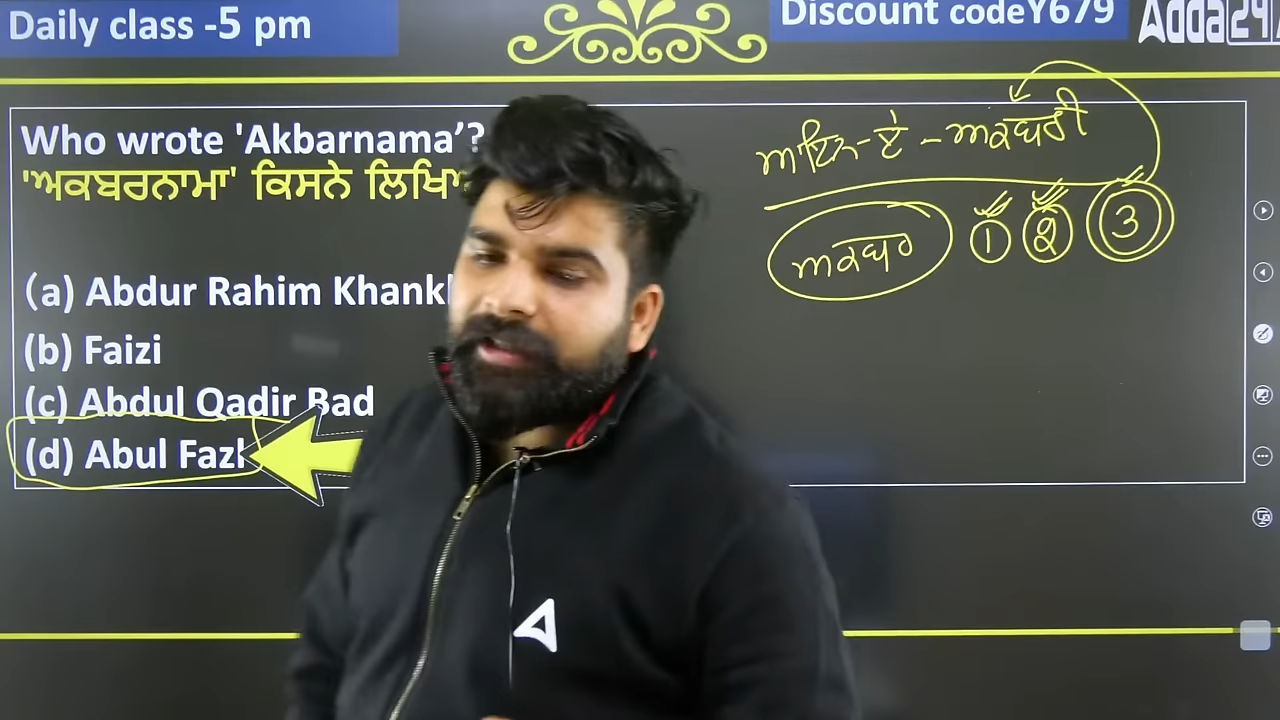 Daily class -5 pm
Discount codeY679
Adda24
Who wrote 'Akbarnama'?
'ਅਕਬਰਨਾਮਾ' ਕਿਸਨੇ
(a) Abdur Rahim
(b) Faizi
(c) Abdul Qadir Bad
(d) Abul Fazl
ਆਇਨ-ਏ-ਅਕਬਰੀ
ਅਕਬਰ 1 2 3